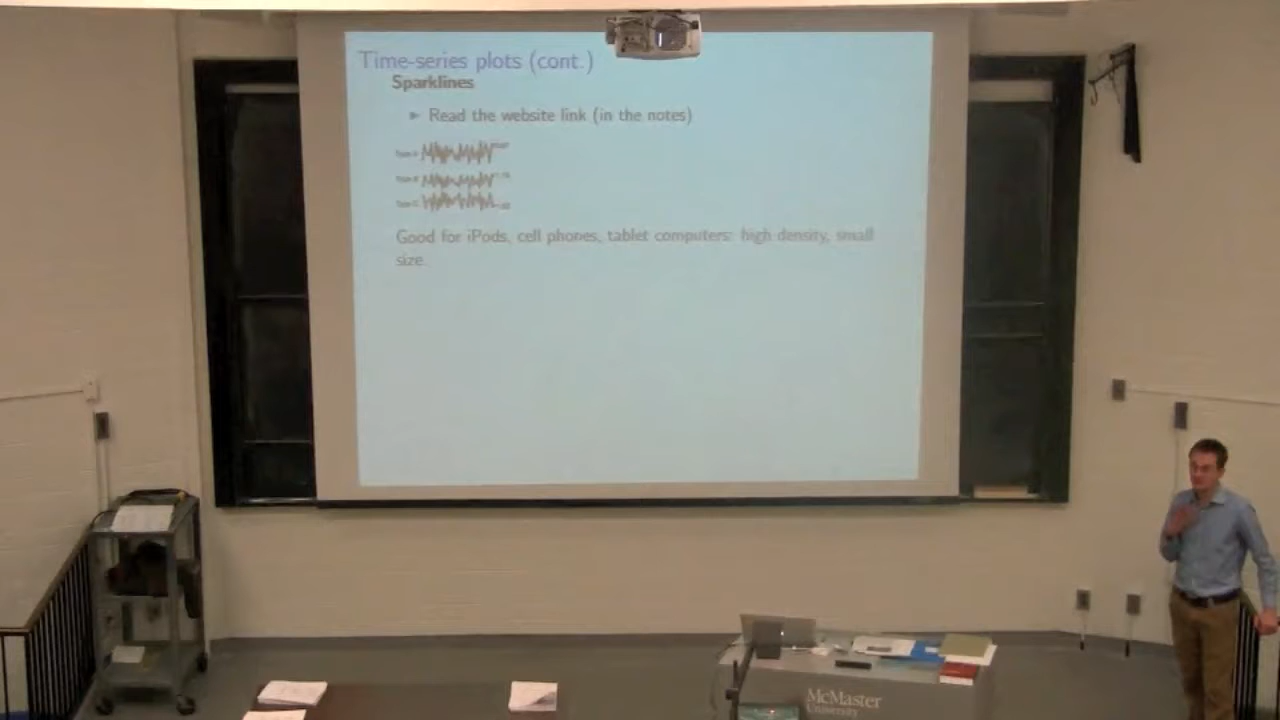 Time-series plots (cont.)
Sparklines
► Read the website link (in the notes)
Good for iPods, cell phones, tablet computers: high density, small
size.
McMaster
University